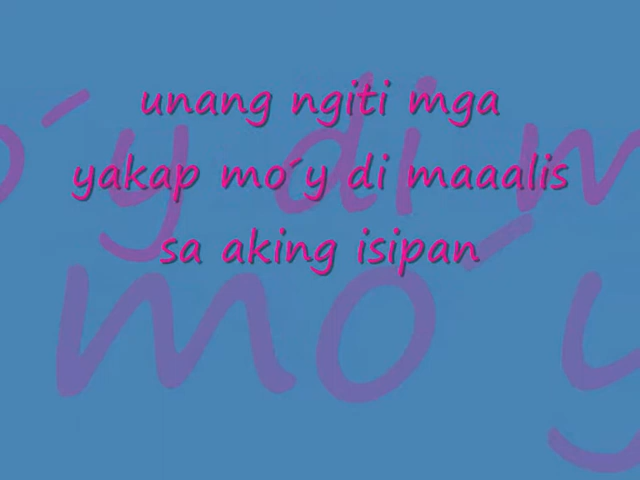 unang ngiti mga
yakap mo´y di maaalis
sa aking isipan